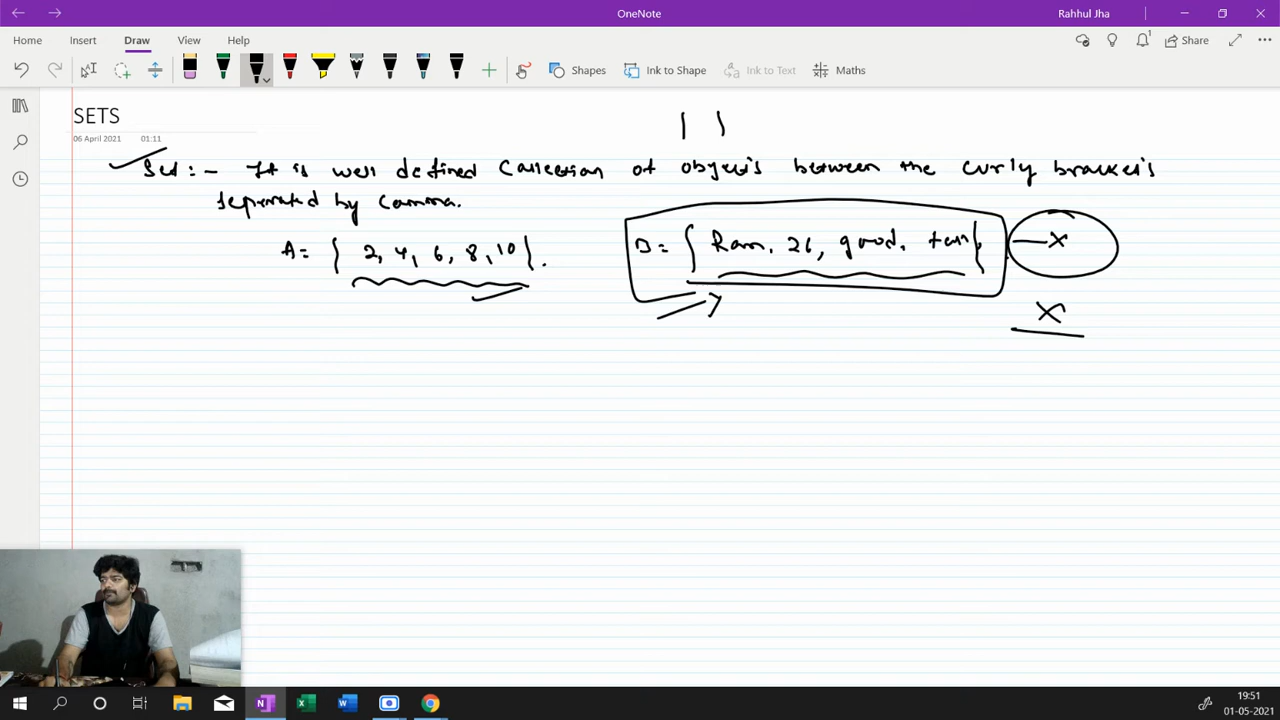 OneNote
Rahhul Jha
Home Insert Draw View Help
Share
Shapes Ink to Shape Ink to Text Maths
SETS
06 April 2021 01:11
Set:- It is well defined Collection of objects between the curly brackets
seperated by comma.
A = { 2, 4, 6, 8, 10 }.
B = { Ram, 26, good, tall } — X
X
19:51
01-05-2021